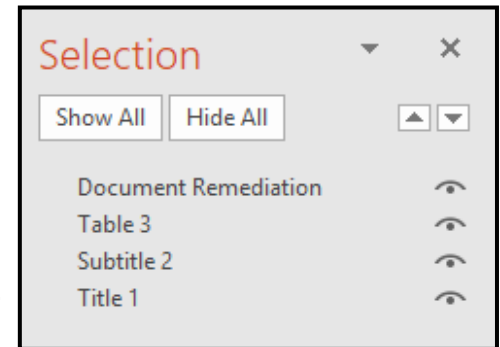 Selection
Show All Hide All
Document Remediation
Table 3
Subtitle 2
Title 1